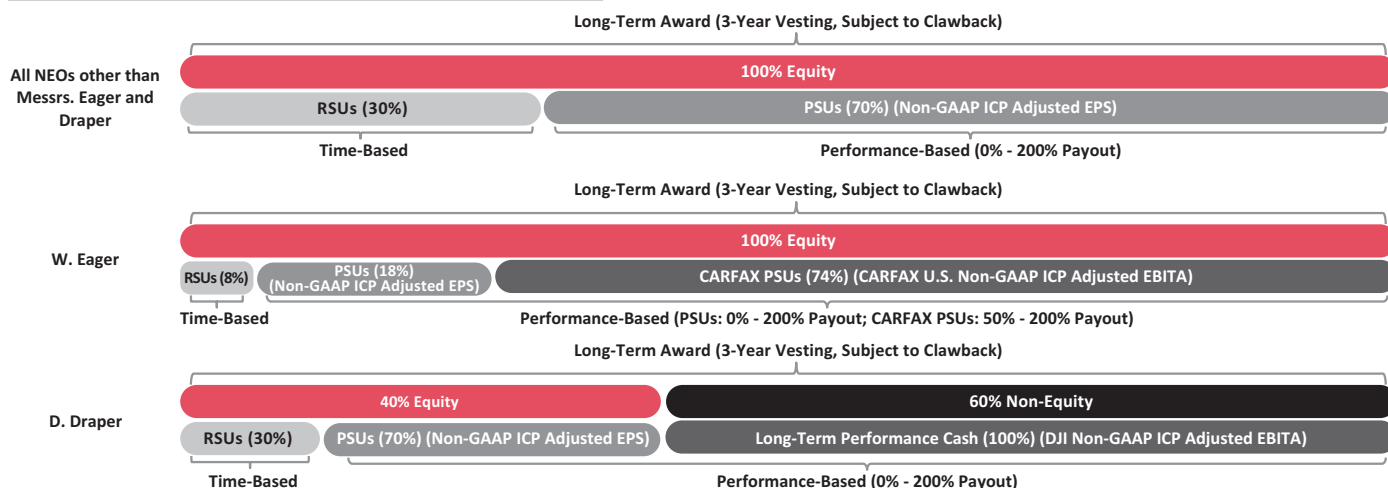 Long-Term Award (3-Year Vesting, Subject to Clawback)
All NEOs other than
Messrs. Eager and
Draper
100% Equity
RSUs (30%)
PSUs (70%) (Non-GAAP ICP Adjusted EPS)
Time-Based
Performance-Based (0% - 200% Payout)
Long-Term Award (3-Year Vesting, Subject to Clawback)
W. Eager
100% Equity
RSUs (8%)
PSUs (18%)
(Non-GAAP ICP Adjusted EPS)
CARFAX PSUs (74%) (CARFAX U.S. Non-GAAP ICP Adjusted EBITA)
Time-Based
Performance-Based (PSUs: 0% - 200% Payout; CARFAX PSUs: 50% - 200% Payout)
Long-Term Award (3-Year Vesting, Subject to Clawback)
D. Draper
40% Equity
60% Non-Equity
RSUs (30%)
PSUs (70%) (Non-GAAP ICP Adjusted EPS)
Long-Term Performance Cash (100%) (DJI Non-GAAP ICP Adjusted EBITA)
Time-Based
Performance-Based (0% - 200% Payout)